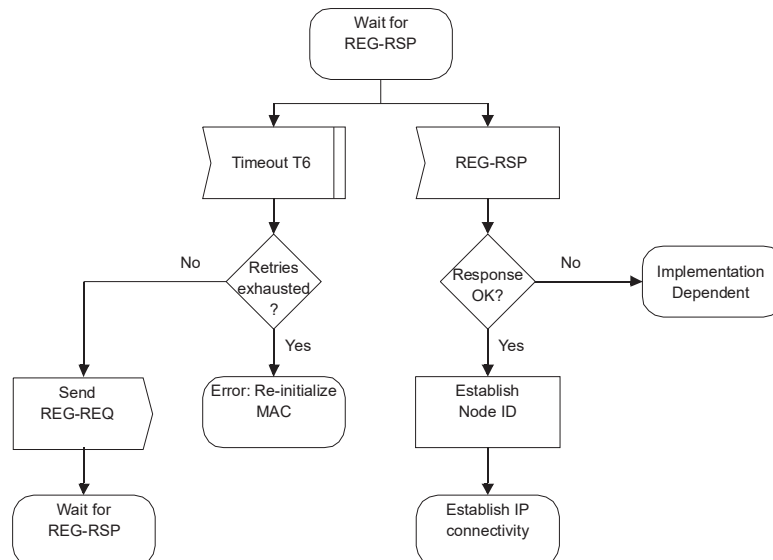 Wait for
REG-RSP
Timeout T6
REG-RSP
No
Retries
exhausted
?
Response
OK?
No
Implementation
Dependent
Yes
Yes
Send
REG-REQ
Error: Re-initialize
MAC
Establish
Node ID
Wait for
REG-RSP
Establish IP
connectivity